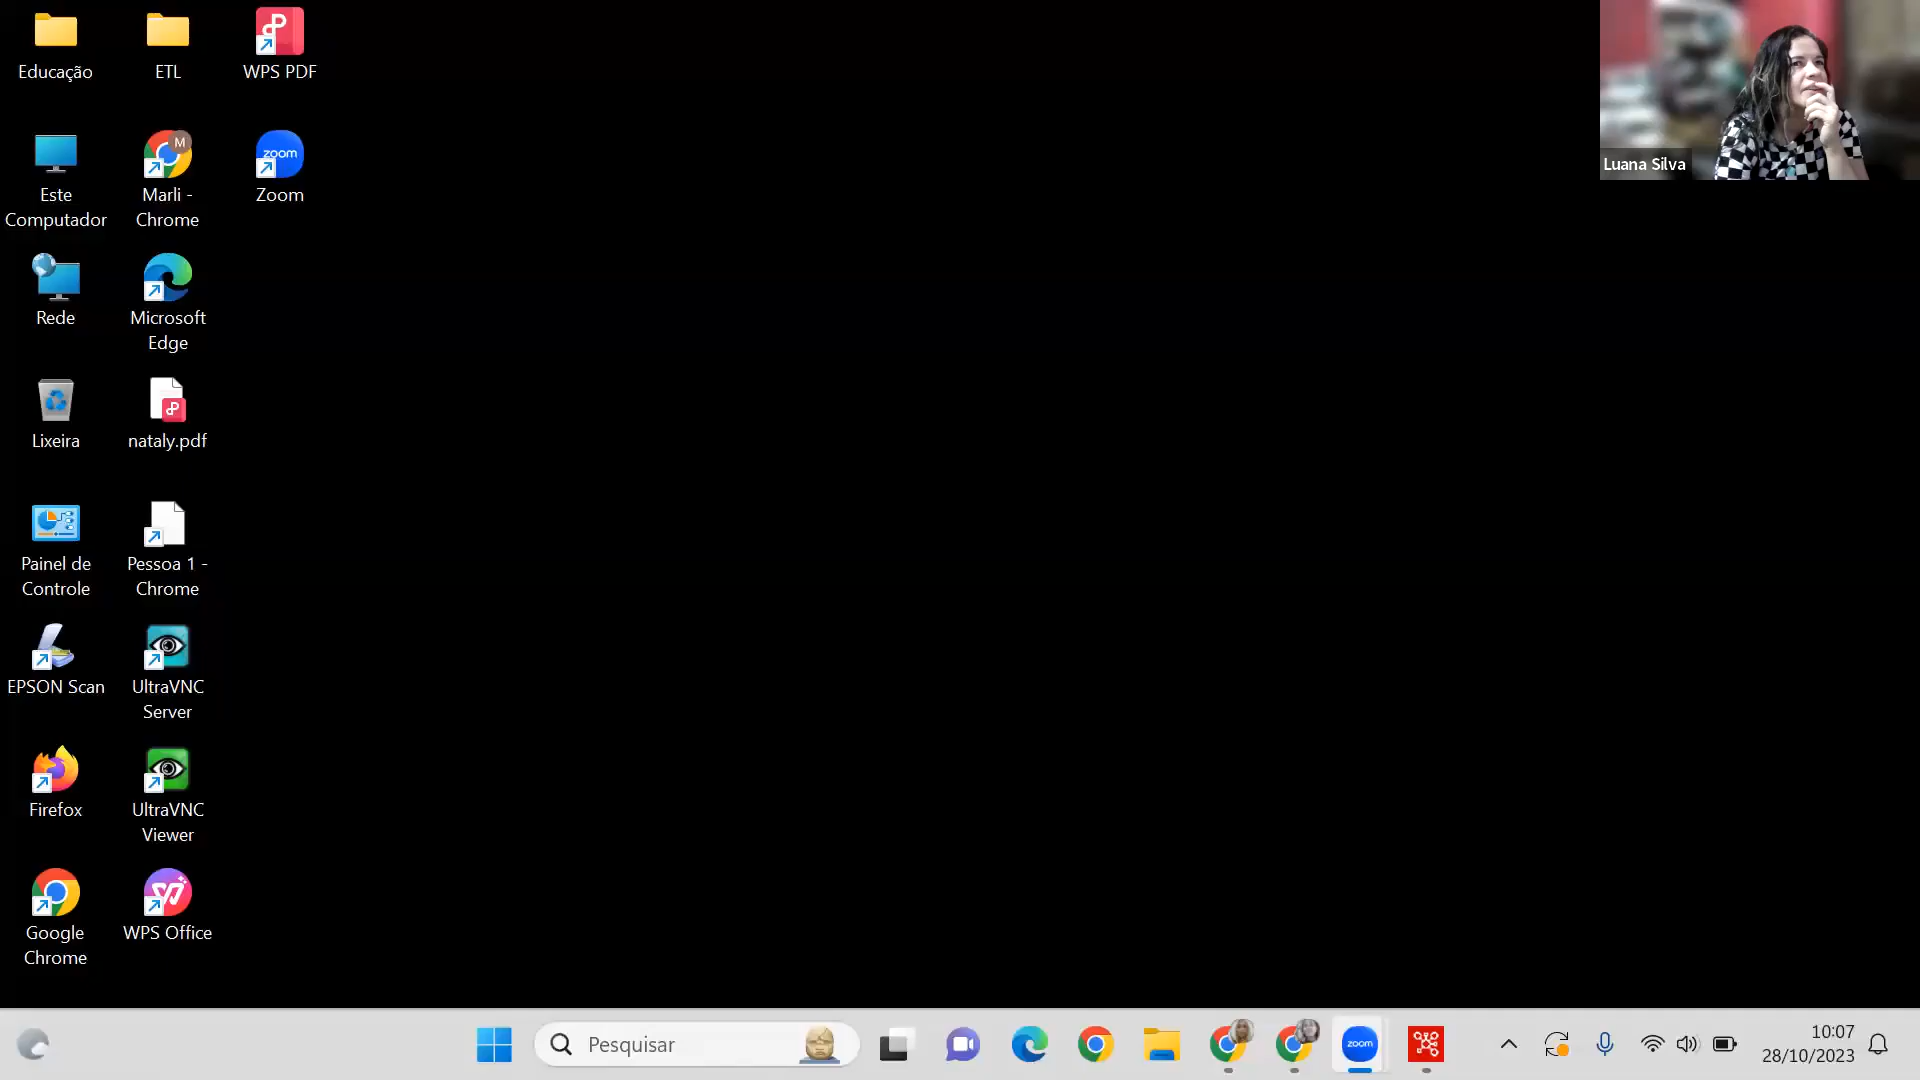 Educação
ETL
WPS PDF
Luana Silva
Este
Computador
M
Marli -
Chrome
zoom
Zoom
Rede
Microsoft
Edge
Lixeira
nataly.pdf
Painel de
Controle
Pessoa 1 -
Chrome
EPSON Scan
UltraVNC
Server
Firefox
UltraVNC
Viewer
Google
Chrome
WPS Office
Pesquisar
zoom
10:07
28/10/2023